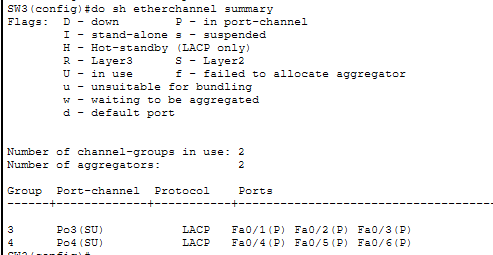 SW3(config)#do sh etherchannel summary
Flags:  D - down        P - in port-channel
        I - stand-alone s - suspended
        H - Hot-standby (LACP only)
        R - Layer3      S - Layer2
        U - in use      f - failed to allocate aggregator
        u - unsuitable for bundling
        w - waiting to be aggregated
        d - default port
Number of channel-groups in use: 2
Number of aggregators:           2
Group  Port-channel  Protocol    Ports
------+-------------+-----------+----------------------------------
3      Po3(SU)           LACP   Fa0/1(P) Fa0/2(P) Fa0/3(P)
4      Po4(SU)           LACP   Fa0/4(P) Fa0/5(P) Fa0/6(P)
SW3(config)#